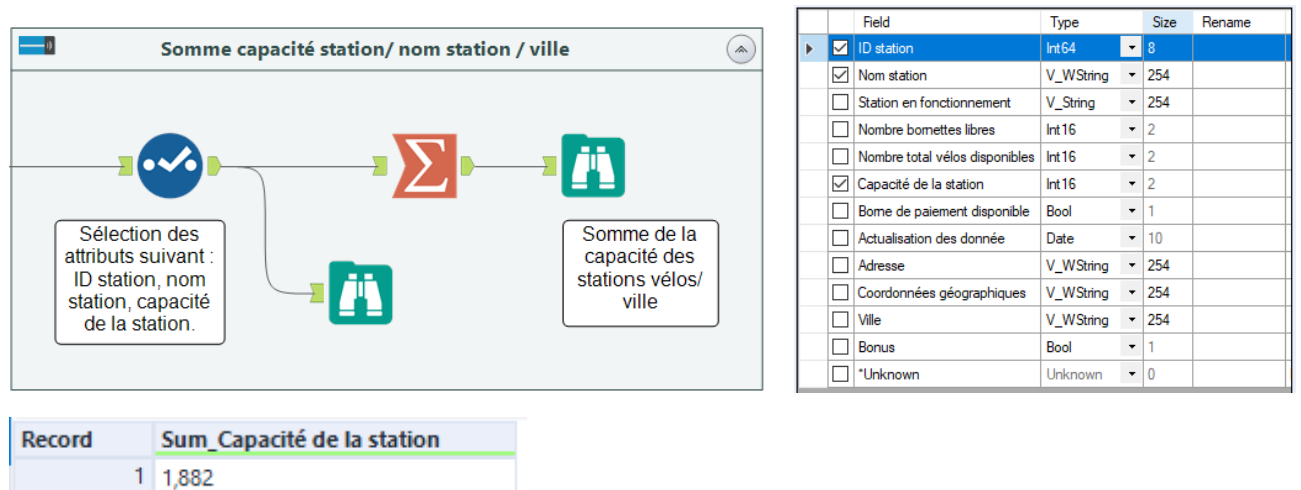 Somme capacité station/ nom station / ville
Sélection des
attributs suivant :
ID station, nom
station, capacité
de la station.
Somme de la
capacité des
stations vélos/
ville
Field Type Size Rename
ID station Int64 8
Nom station V_WString 254
Station en fonctionnement V_String 254
Nombre bornettes libres Int16 2
Nombre total vélos disponibles Int16 2
Capacité de la station Int16 2
Borne de paiement disponible Bool 1
Actualisation des donnée Date 10
Adresse V_WString 254
Coordonnées géographiques V_WString 254
Ville V_WString 254
Bonus Bool 1
*Unknown Unknown 0
Record Sum_Capacité de la station
1 1,882